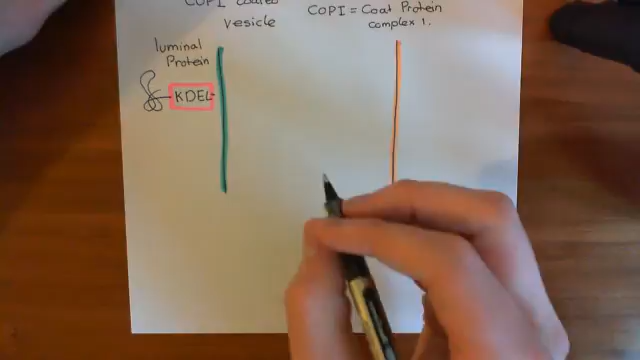 COPI coated
vesicle
COPI = Coat Protein
complex 1.
luminal
Protein
KDEL